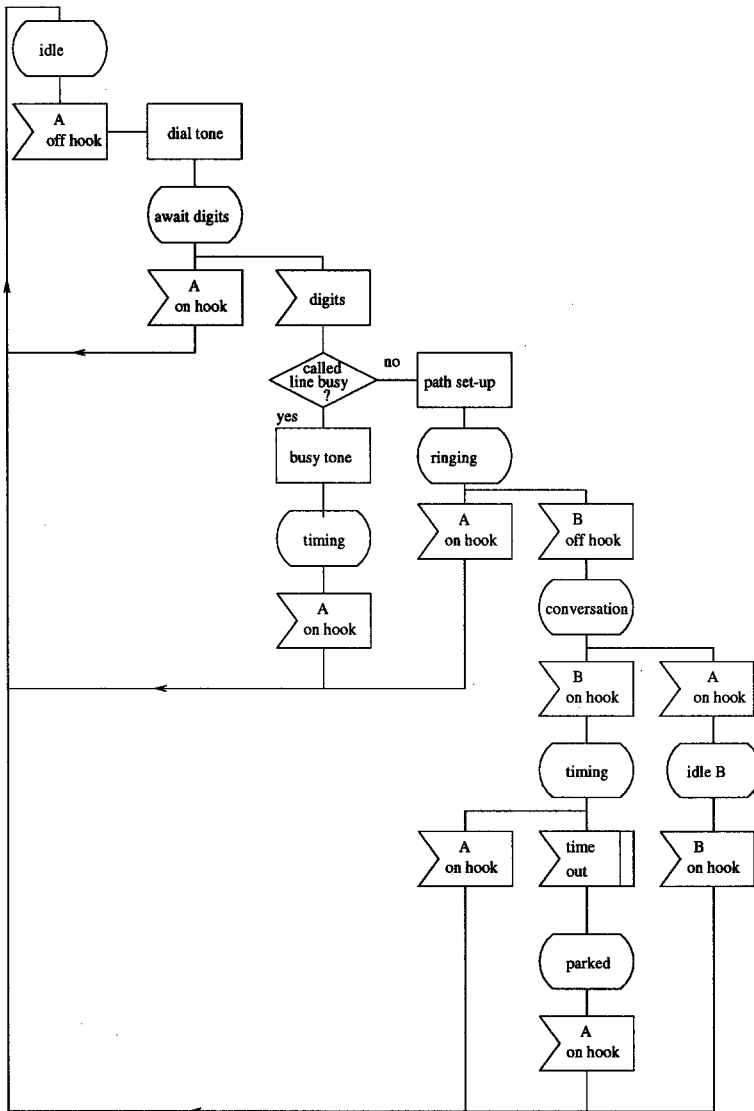 idle
A
off hook
dial tone
await digits
A
on hook
digits
called
line busy
?
no
path set-up
yes
busy tone
ringing
timing
A
on hook
B
off hook
A
on hook
conversation
B
on hook
A
on hook
timing
idle B
A
on hook
time
out
B
on hook
parked
A
on hook